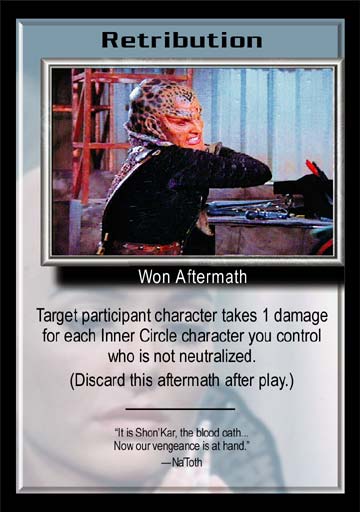 Retribution
Won Aftermath
Target participant character takes 1 damage
for each Inner Circle character you control
who is not neutralized.
(Discard this aftermath after play.)
“It is Shon’Kar, the blood oath...
Now our vengeance is at hand.”
—Na’Toth